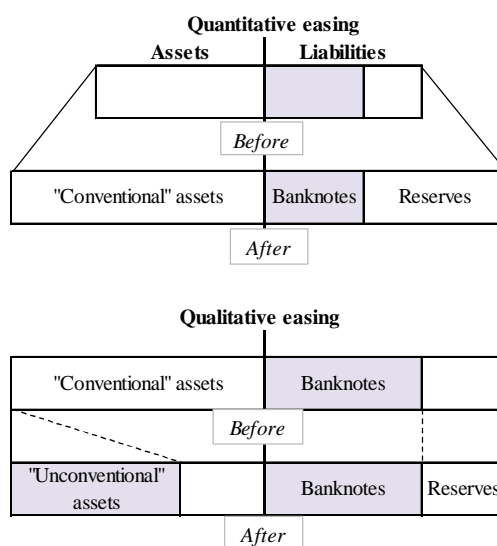 Quantitative easing
Assets Liabilities
Before
"Conventional" assets Banknotes Reserves
After
Qualitative easing
"Conventional" assets Banknotes
Before
"Unconventional"
assets Banknotes Reserves
After